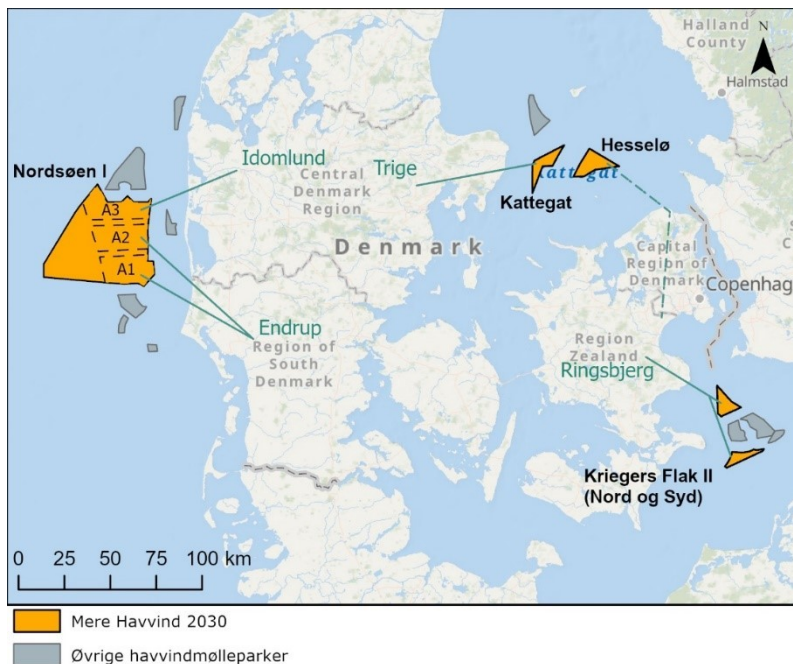 Halland
County
N
Halmstad
Nordsøen I
Idomlund
Trige
Hesselø
Kattegat
Kattegat
Central
Denmark
Region
A3
A2
A1
Denmark
Capital
Region of
Denmark
Copenhag
Endrup
Region of
South
Denmark
Region
Zealand
Ringsbjerg
Kriegers Flak II
(Nord og Syd)
0 25 50 75 100 km
Mere Havvind 2030
Øvrige havvindmølleparker